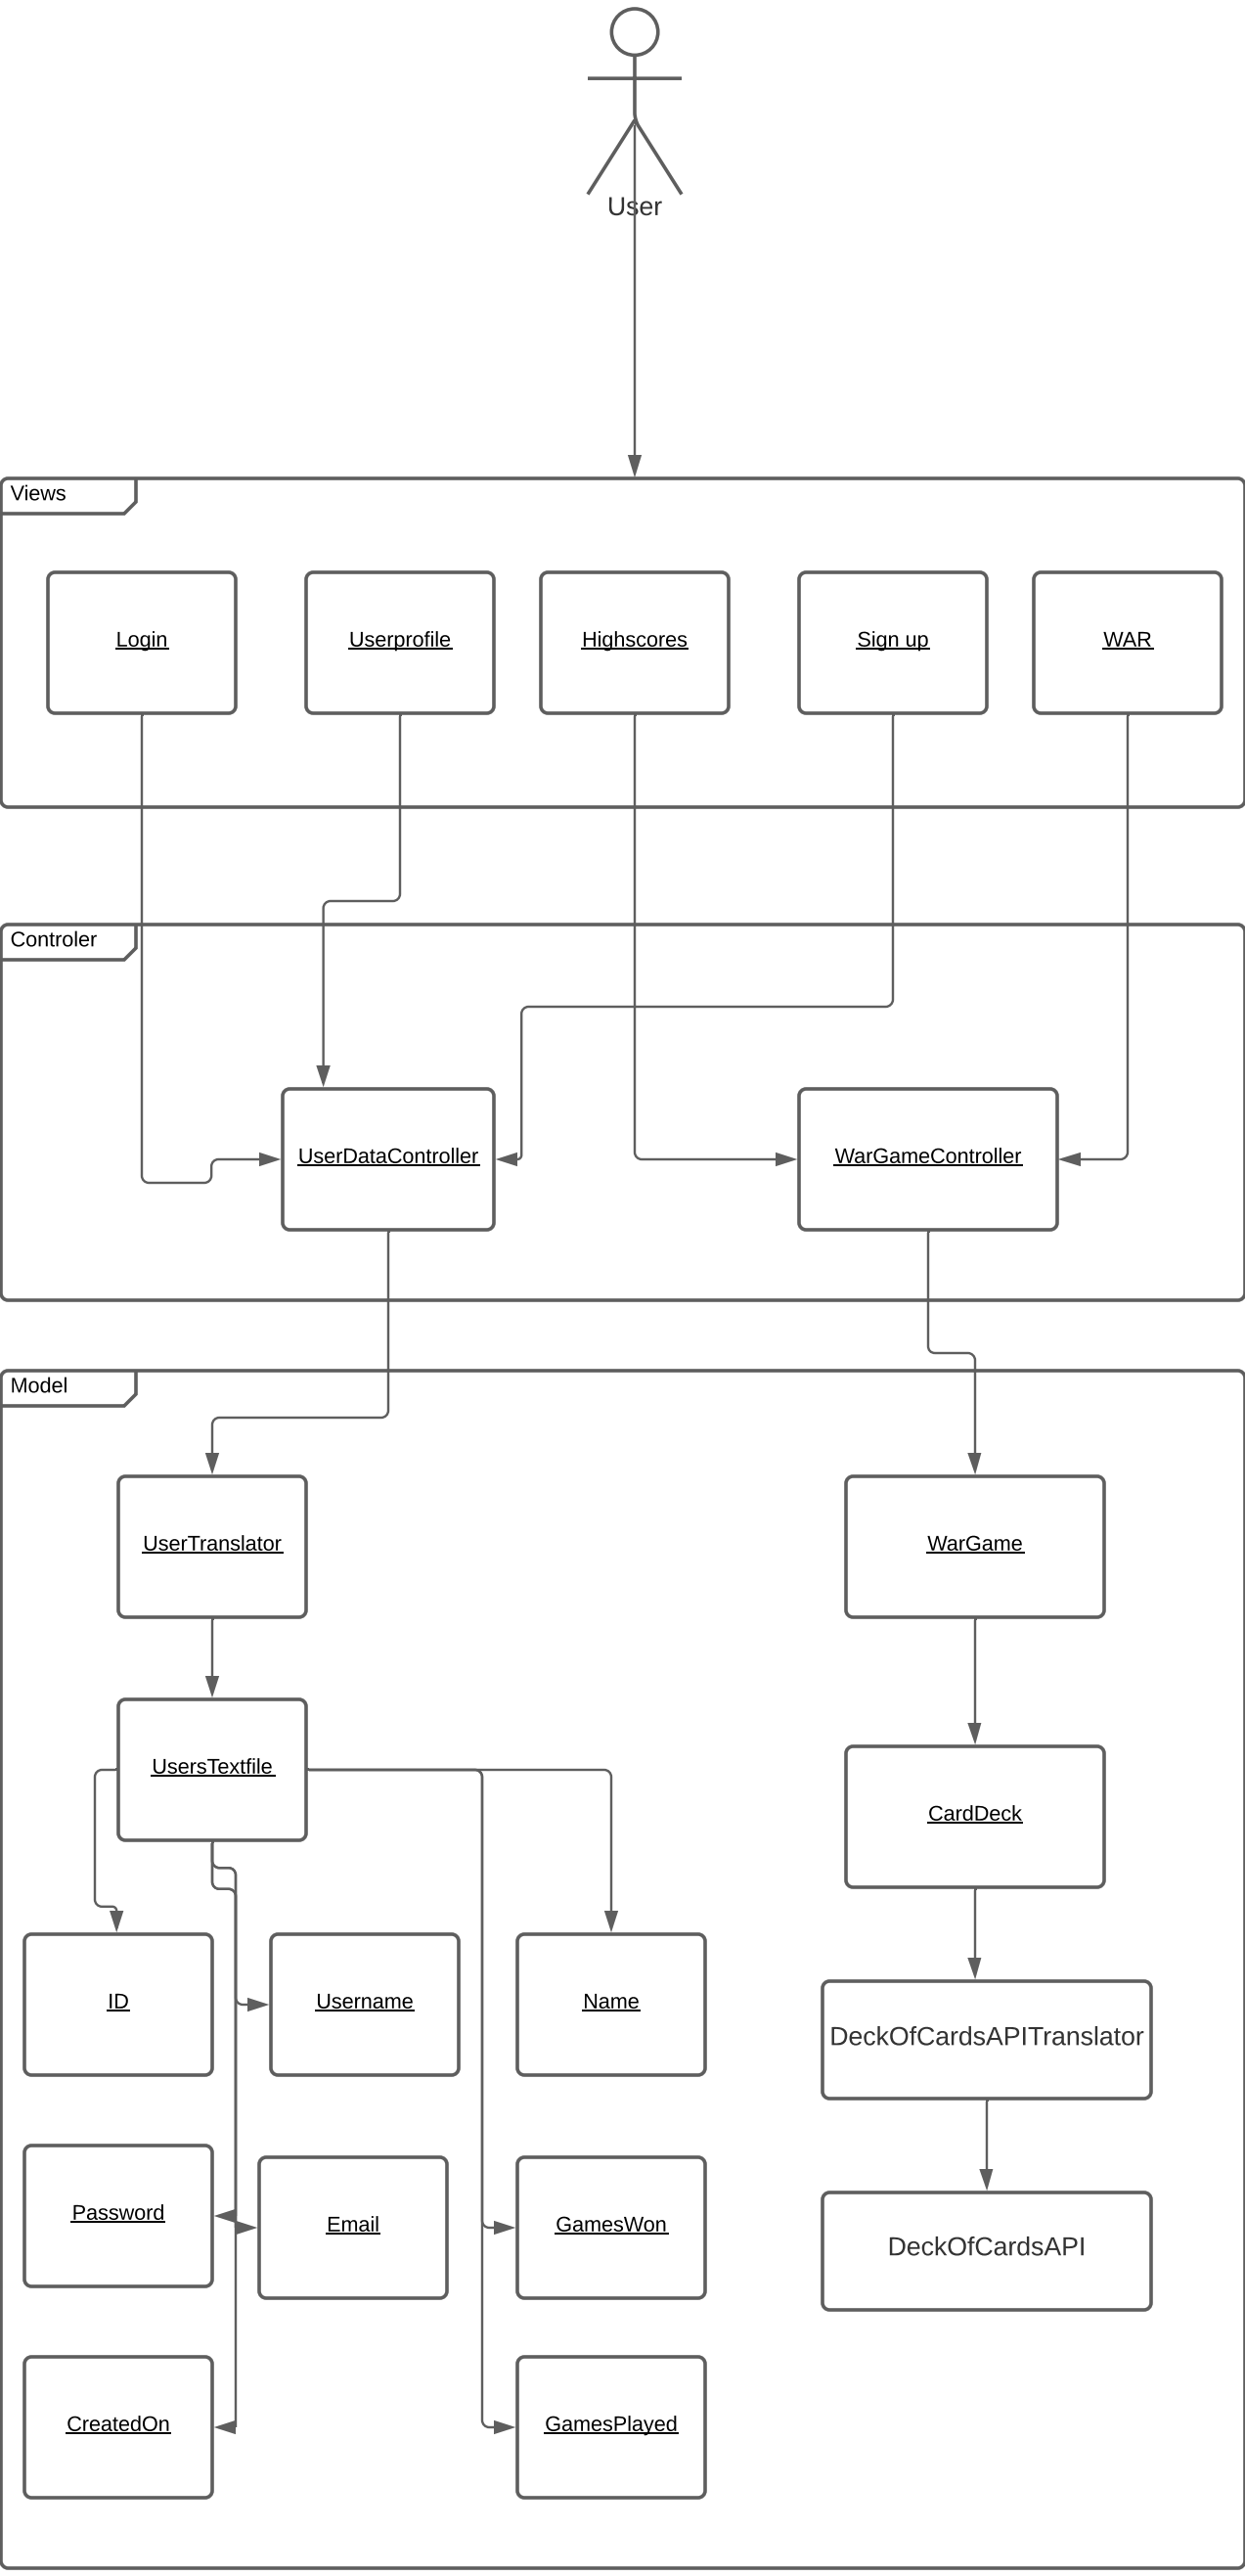 User
Views
Login
Userprofile
Highscores
Sign up
WAR
Controler
UserDataController
WarGameController
Model
UserTranslator
WarGame
UsersTextfile
CardDeck
ID
Username
Name
DeckOfCardsAPITranslator
Password
Email
GamesWon
DeckOfCardsAPI
CreatedOn
GamesPlayed